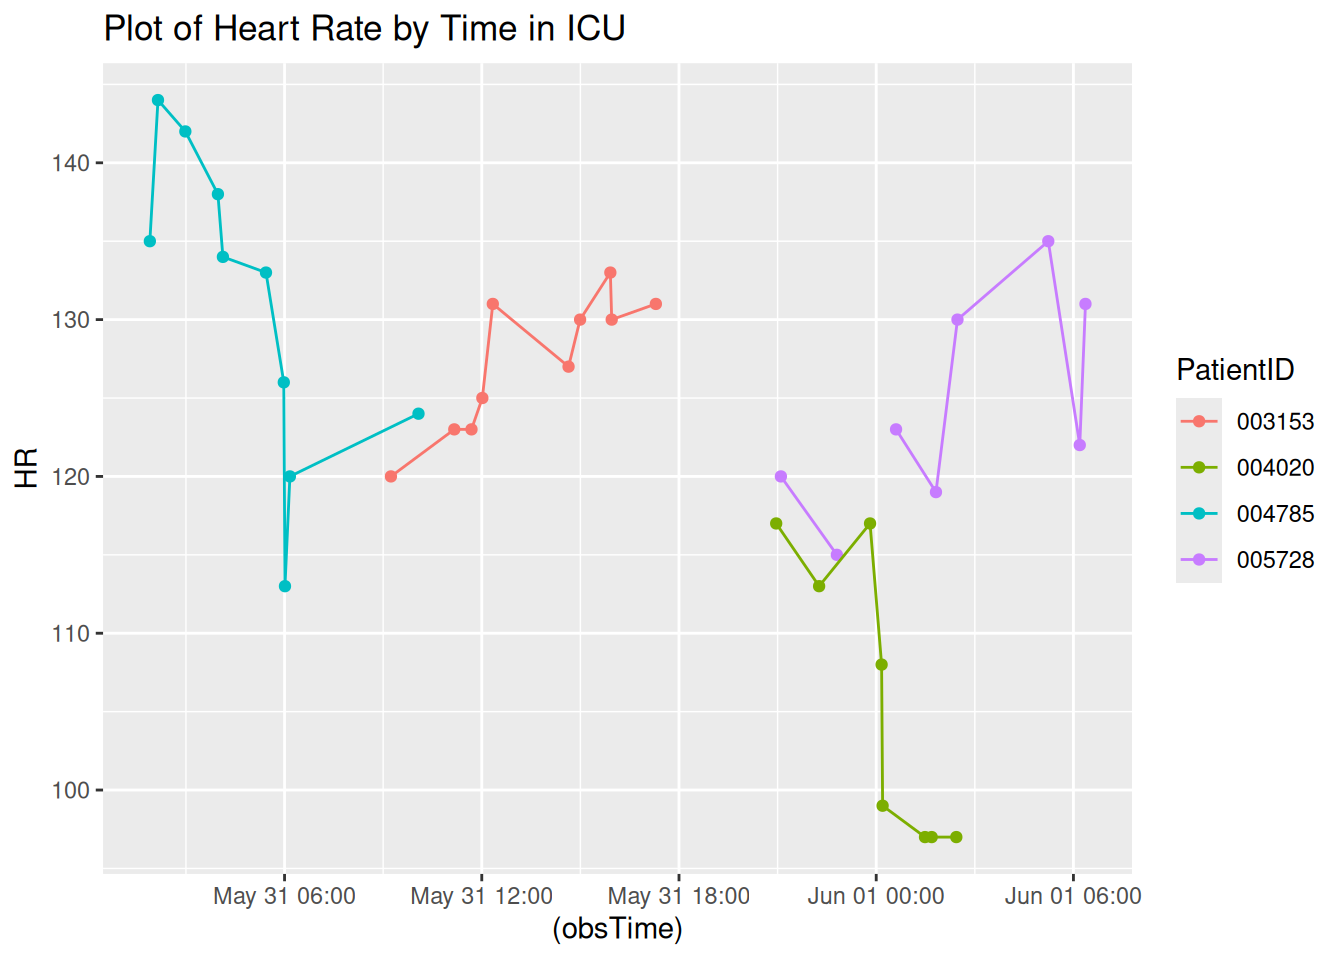 Plot of Heart Rate by Time in ICU
HR
140
130
120
110
100
May 31 06:00
May 31 12:00
May 31 18:00
Jun 01 00:00
Jun 01 06:00
(obsTime)
PatientID
003153
004020
004785
005728